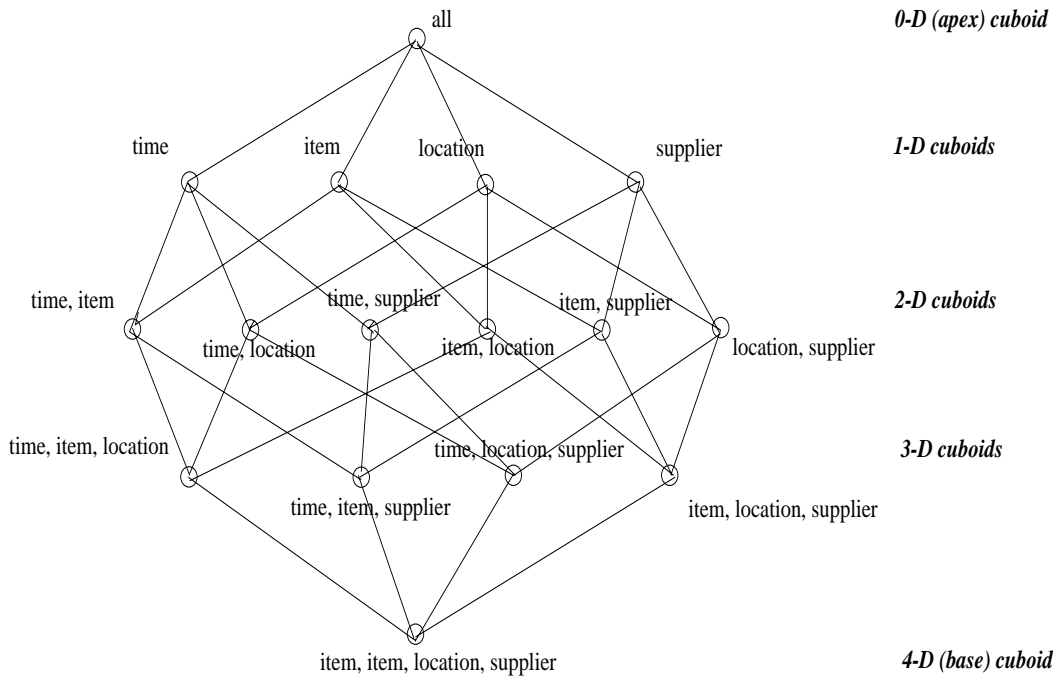 all
0-D (apex) cuboid
time
item
location
supplier
1-D cuboids
time, item
time, location
time, supplier
item, location
item, supplier
location, supplier
2-D cuboids
time, item, location
time, item, supplier
time, location, supplier
item, location, supplier
3-D cuboids
item, item, location, supplier
4-D (base) cuboid